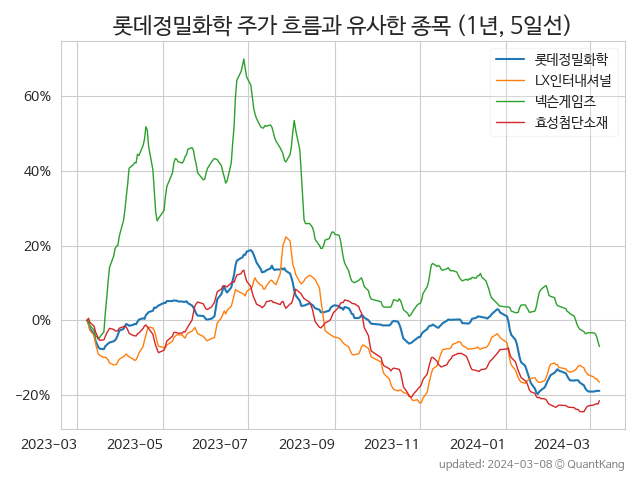 롯데정밀화학 주가 흐름과 유사한 종목 (1년, 5일선)
롯데정밀화학
LX인터내셔널
넥슨게임즈
효성첨단소재
60%
40%
20%
0%
−20%
2023-03 2023-05 2023-07 2023-09 2023-11 2024-01 2024-03
updated: 2024-03-08 © QuantKang